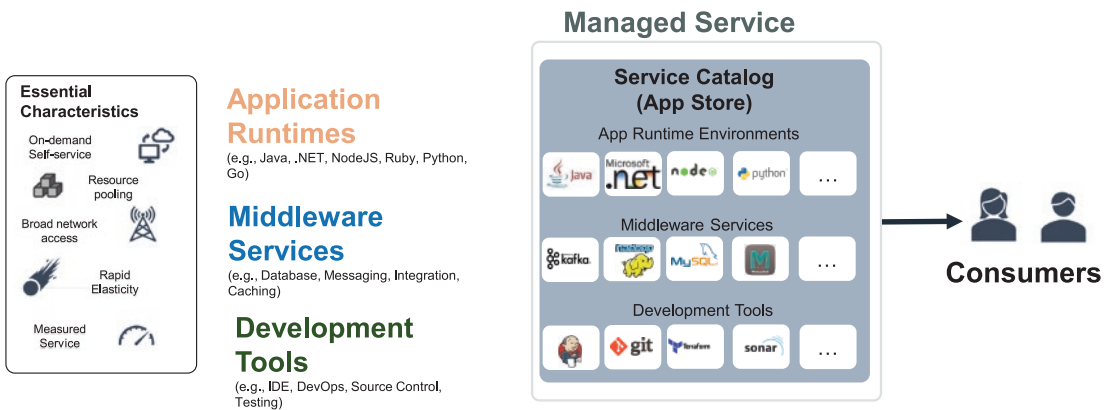 Managed Service
Essential
Characteristics
On-demand
Self-service
Resource
pooling
Broad network
access
Rapid
Elasticity
Measured
Service
Application
Runtimes
(e.g., Java, .NET, NodeJS, Ruby, Python,
Go)
Middleware
Services
(e.g., Database, Messaging, Integration,
Caching)
Development
Tools
(e.g., IDE, DevOps, Source Control,
Testing)
Service Catalog
(App Store)
App Runtime Environments
Java
Microsoft
.net
node
python
...
Middleware Services
kafka
hadoop
MySQL
M
...
Development Tools
git
Terraform
sonar
...
Consumers